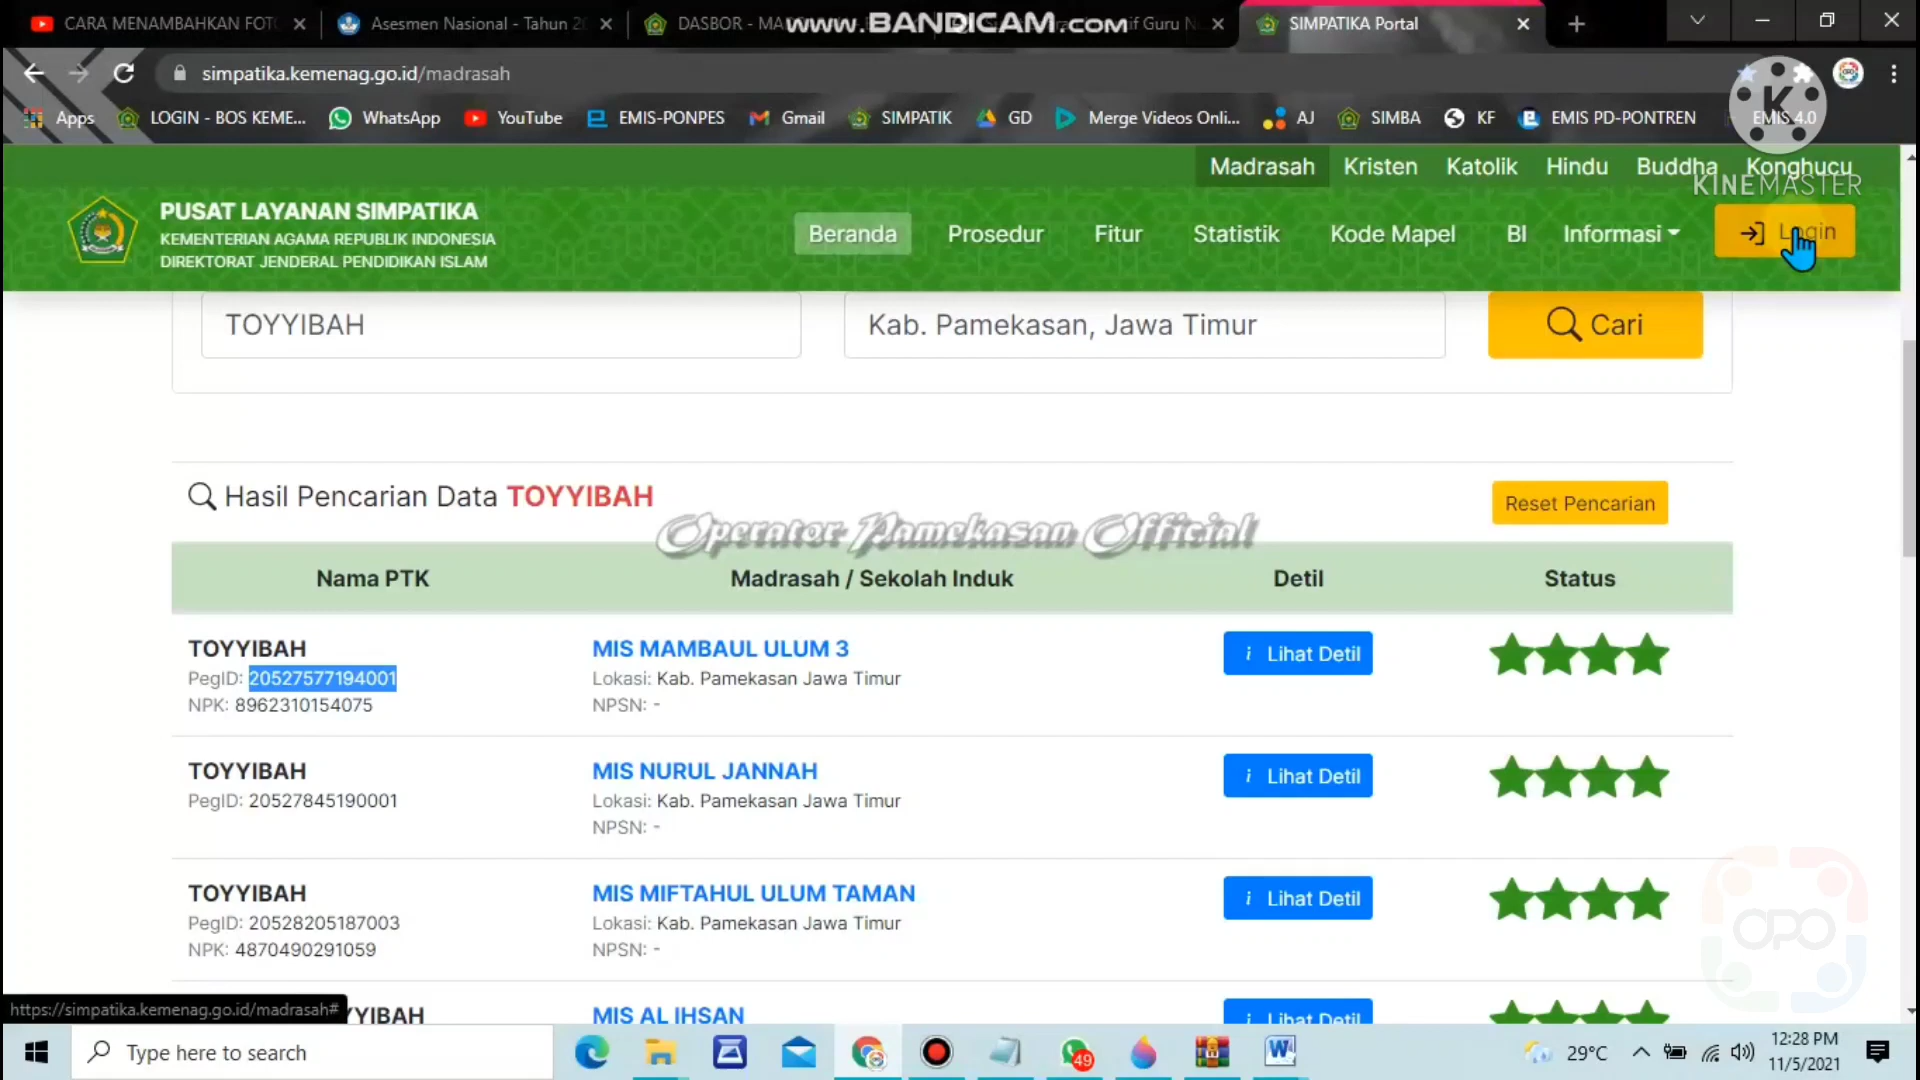 CARA MENAMBAHKAN FOT
Asesmen Nasional - Tahun 2
DASBOR - MA
if Guru N
SIMPATIKA Portal
www.BANDICAM.com
simpatika.kemenag.go.id/madrasah
Apps
LOGIN - BOS KEME...
WhatsApp
YouTube
EMIS-PONPES
Gmail
SIMPATIK
GD
Merge Videos Onli...
AJ
SIMBA
KF
EMIS PD-PONTREN
EMIS 4.0
K
KINEMASTER
Madrasah Kristen Katolik Hindu Buddha Konghucu
PUSAT LAYANAN SIMPATIKA
KEMENTERIAN AGAMA REPUBLIK INDONESIA
DIREKTORAT JENDERAL PENDIDIKAN ISLAM
Beranda Prosedur Fitur Statistik Kode Mapel BI Informasi Login
TOYYIBAH
Kab. Pamekasan, Jawa Timur
Cari
Hasil Pencarian Data TOYYIBAH
Reset Pencarian
Operator Pamekasan Official
Nama PTK Madrasah / Sekolah Induk Detil Status
TOYYIBAH
PegID: 20527577194001
NPK: 8962310154075
MIS MAMBAUL ULUM 3
Lokasi: Kab. Pamekasan Jawa Timur
NPSN: -
i Lihat Detil
TOYYIBAH
PegID: 20527845190001
MIS NURUL JANNAH
Lokasi: Kab. Pamekasan Jawa Timur
NPSN: -
i Lihat Detil
TOYYIBAH
PegID: 20528205187003
NPK: 4870490291059
MIS MIFTAHUL ULUM TAMAN
Lokasi: Kab. Pamekasan Jawa Timur
NPSN: -
i Lihat Detil
OPO
YYIBAH
MIS AL IHSAN
i Lihat Detil
https://simpatika.kemenag.go.id/madrasah#
Type here to search
49
29°C
12:28 PM
11/5/2021